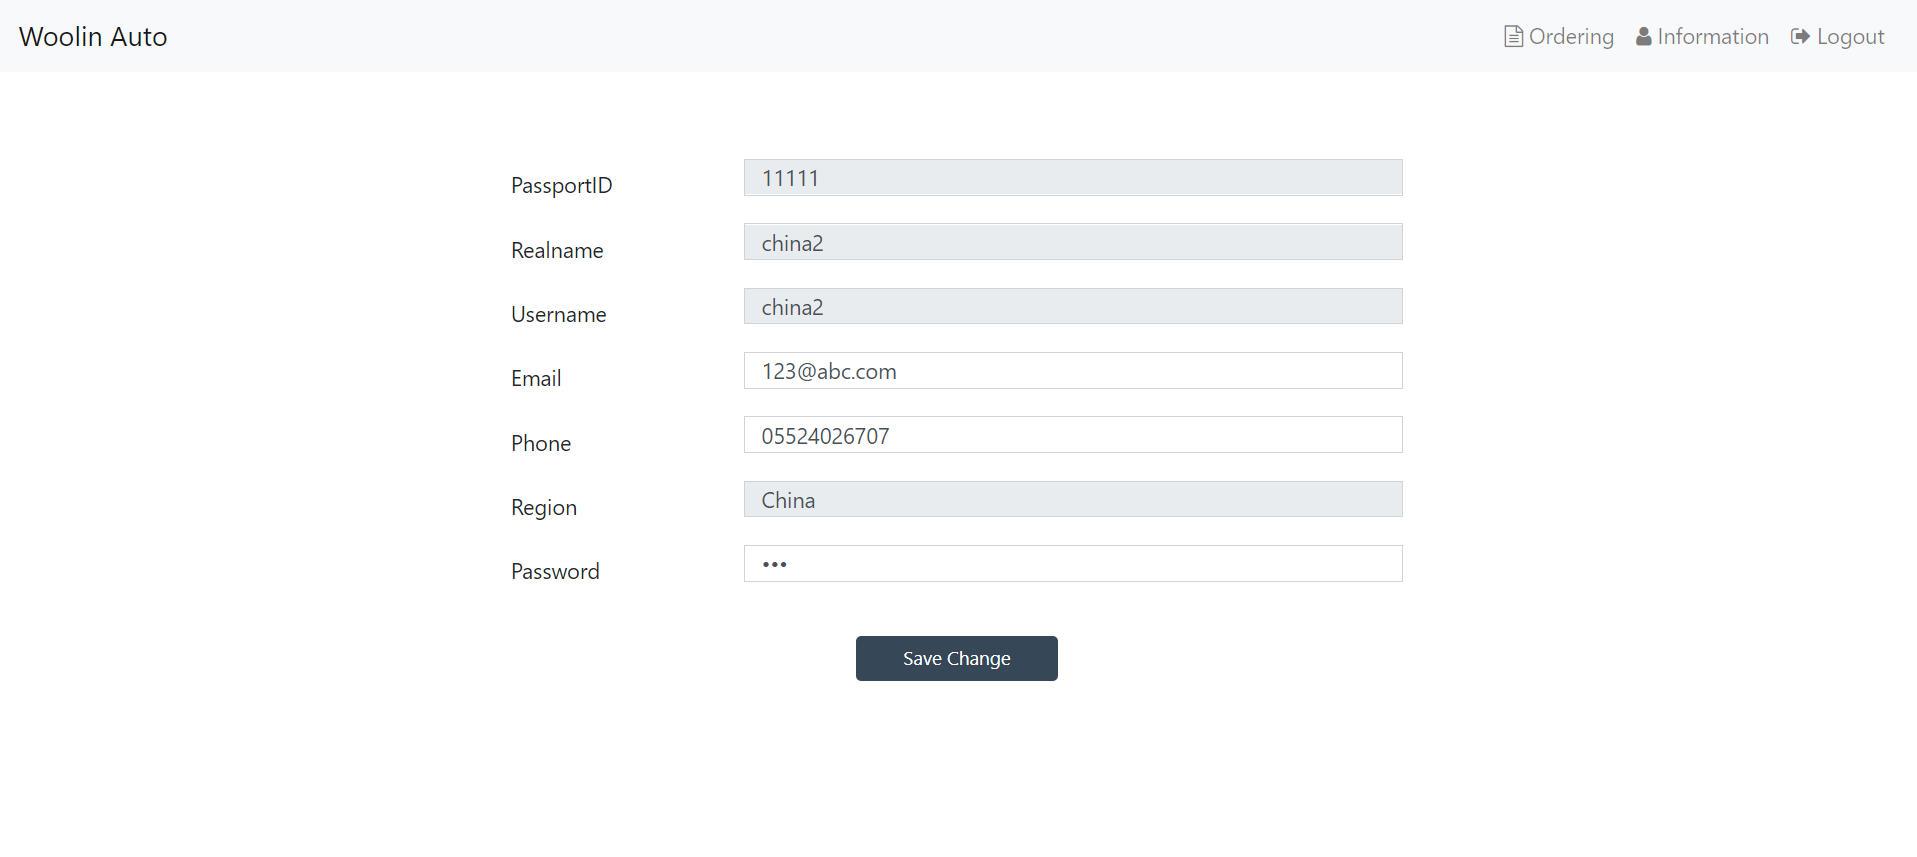 Woolin Auto
Ordering Information Logout
PassportID 11111
Realname china2
Username china2
Email 123@abc.com
Phone 05524026707
Region China
Password •••
Save Change